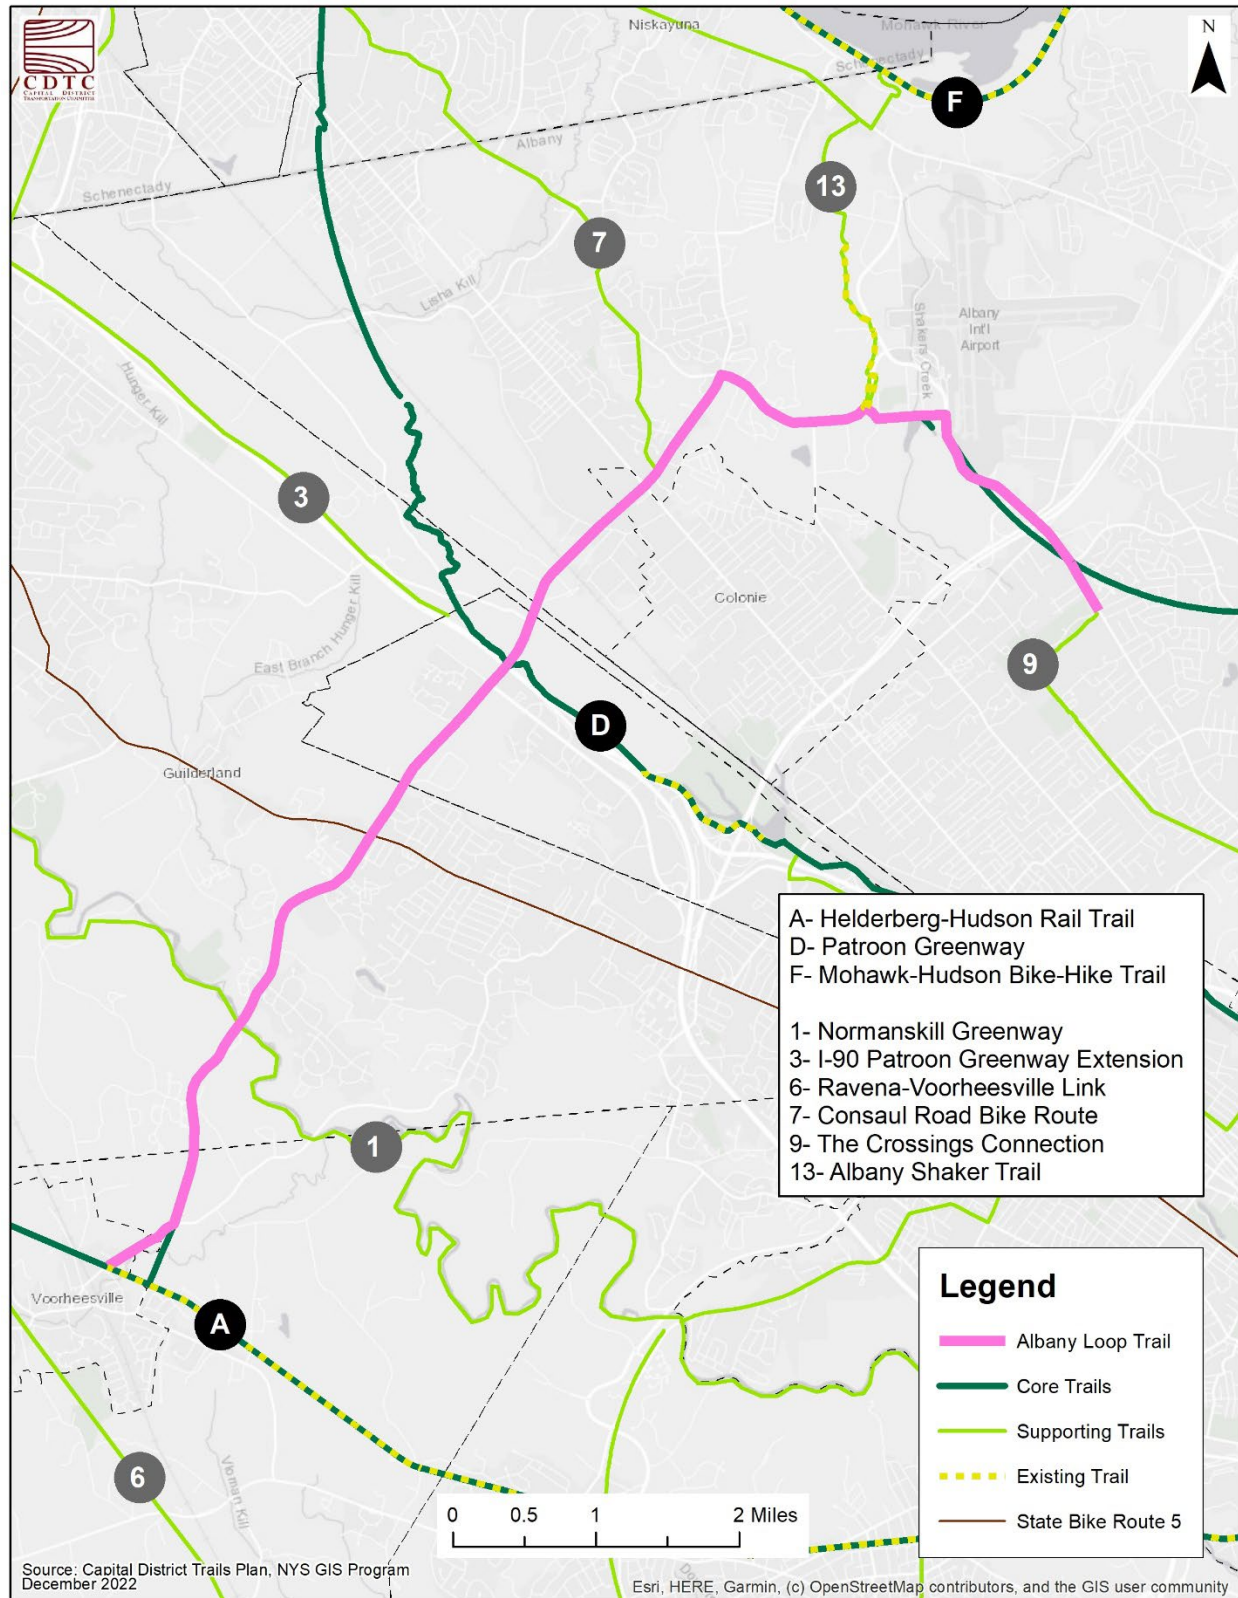 CDTC
CAPITAL DISTRICT
TRANSPORTATION COMMITTEE
N
Niskayuna
Mohawk River
Schenectady
F
Albany
Schenectady
13
7
Lisha Kill
Shakers Creek
Albany
Int'l
Airport
Hunger Kill
3
Colonie
East Branch Hunger Kill
9
D
Guilderland
A- Helderberg-Hudson Rail Trail
D- Patroon Greenway
F- Mohawk-Hudson Bike-Hike Trail
1- Normanskill Greenway
3- I-90 Patroon Greenway Extension
6- Ravena-Voorheesville Link
7- Consaul Road Bike Route
9- The Crossings Connection
13- Albany Shaker Trail
1
Voorheesville
A
6
Vloman Kill
Legend
Albany Loop Trail
Core Trails
Supporting Trails
Existing Trail
State Bike Route 5
0 0.5 1 2 Miles
Source: Capital District Trails Plan, NYS GIS Program
December 2022
Esri, HERE, Garmin, (c) OpenStreetMap contributors, and the GIS user community